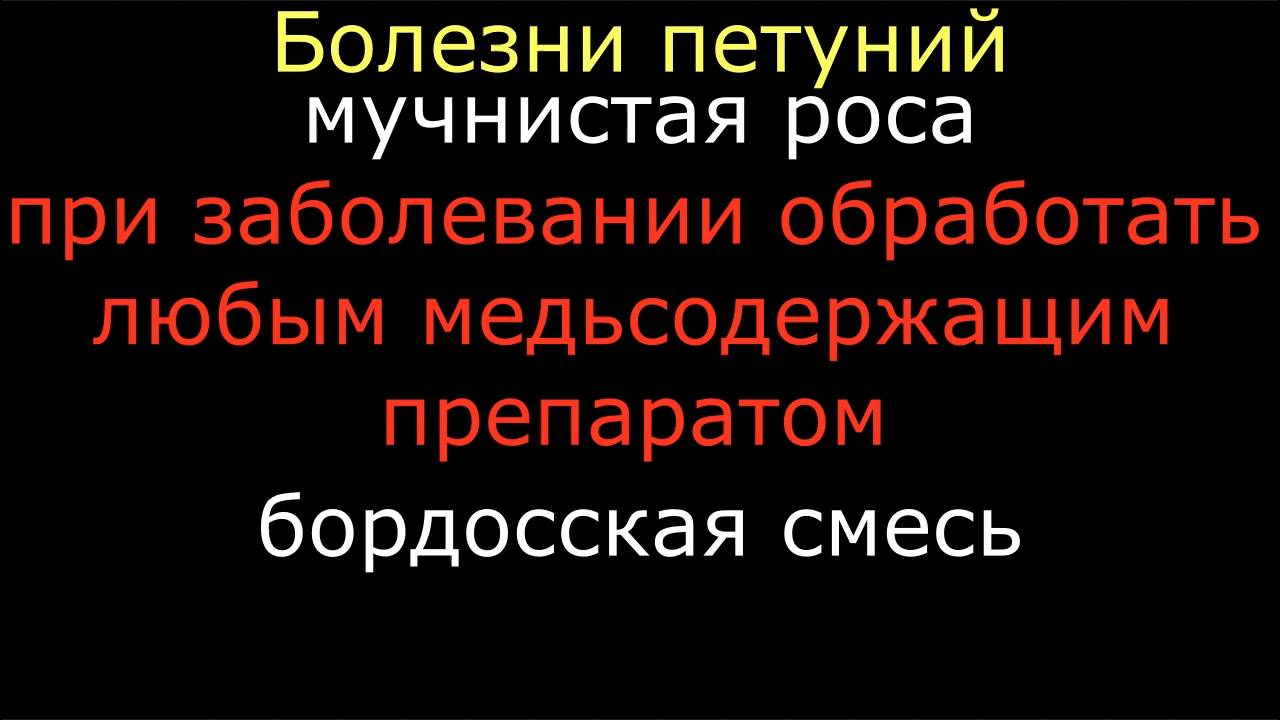 Болезни петуний
мучнистая роса
при заболевании обработать
любым медьсодержащим
препаратом
бордосская смесь